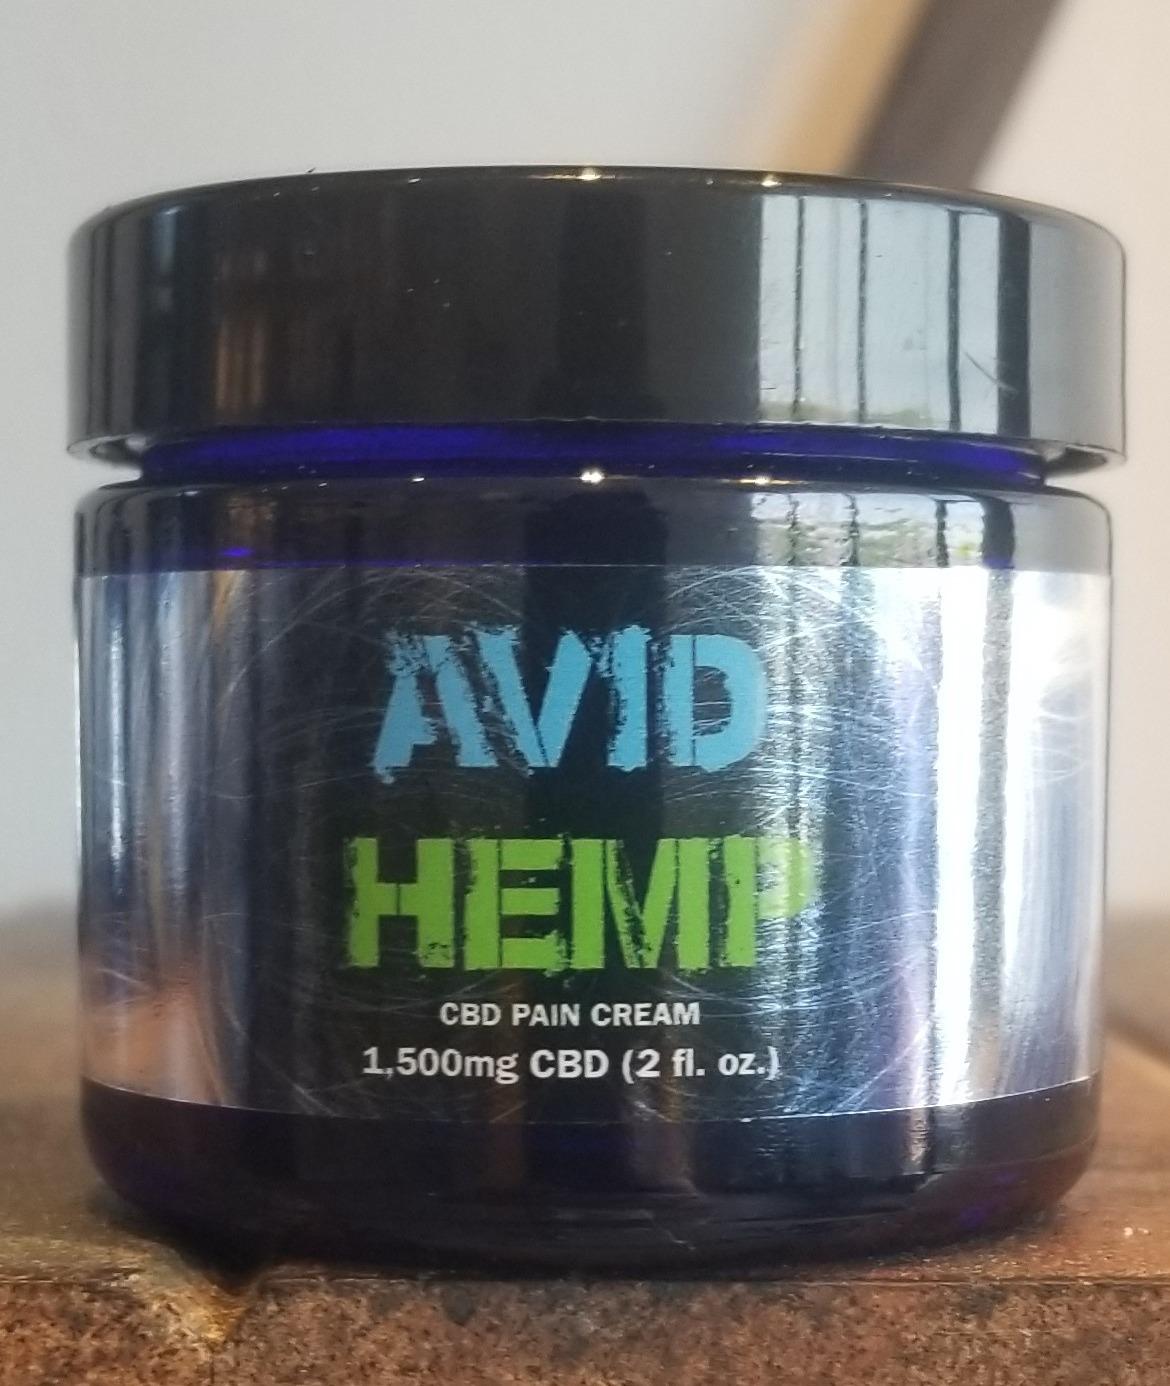 AVID
HEMP
CBD PAIN CREAM
1,500mg CBD (2 fl. oz.)